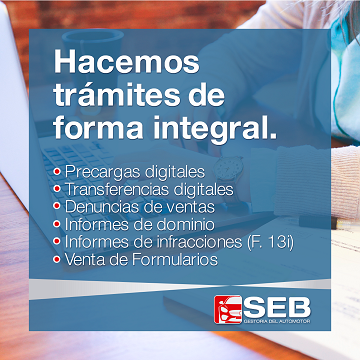 Hacemos
trámites de
forma integral.
Precargas digitales
Transferencias digitales
Denuncias de ventas
Informes de dominio
Informes de infracciones (F. 13i)
Venta de Formularios
SEB
GESTORIA DEL AUTOMOTOR